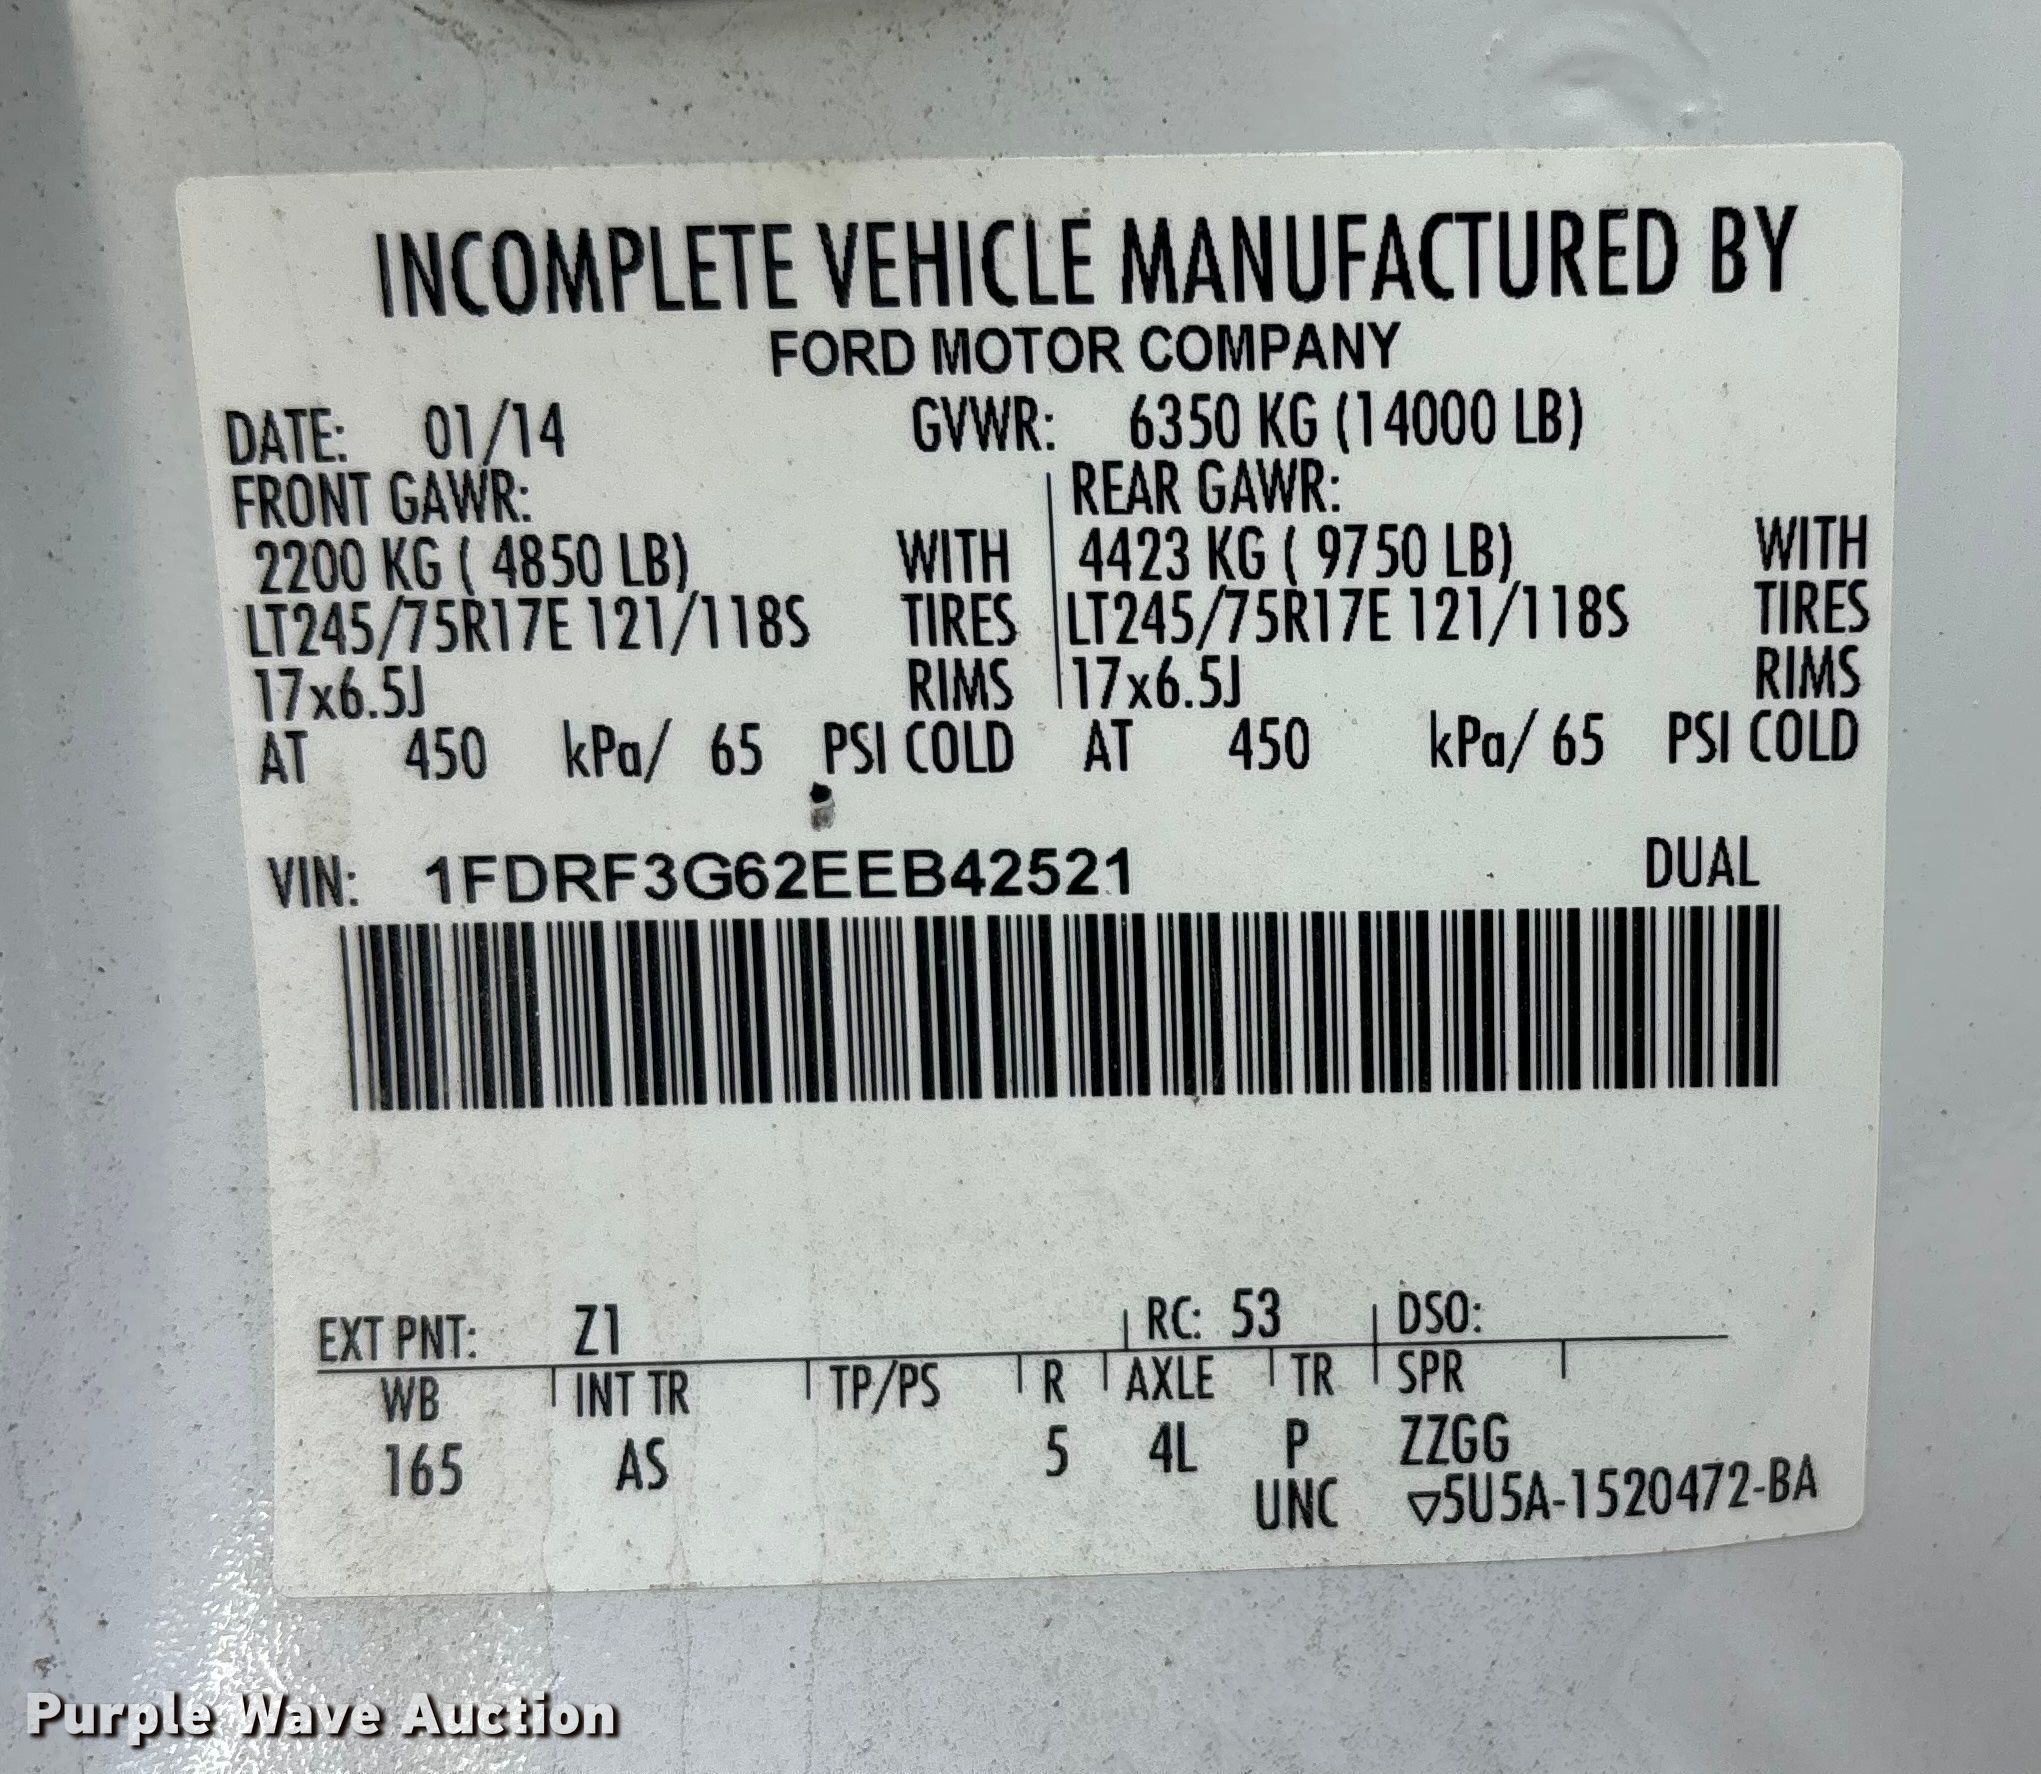 INCOMPLETE VEHICLE MANUFACTURED BY
FORD MOTOR COMPANY
DATE: 01/14 GVWR: 6350 KG (14000 LB)
FRONT GAWR: REAR GAWR:
2200 KG ( 4850 LB) WITH 4423 KG ( 9750 LB) WITH
LT245/75R17E 121/118S TIRES LT245/75R17E 121/118S TIRES
17x6.5J RIMS 17x6.5J RIMS
AT 450 kPa/ 65 PSI COLD AT 450 kPa/ 65 PSI COLD
VIN: 1FDRF3G62EEB42521 DUAL
EXT PNT: Z1 RC: 53 DSO:
WB INT TR TP/PS R AXLE TR SPR
165 AS 5 4L P ZZGG
UNC ▽5U5A-1520472-BA
Purple Wave Auction